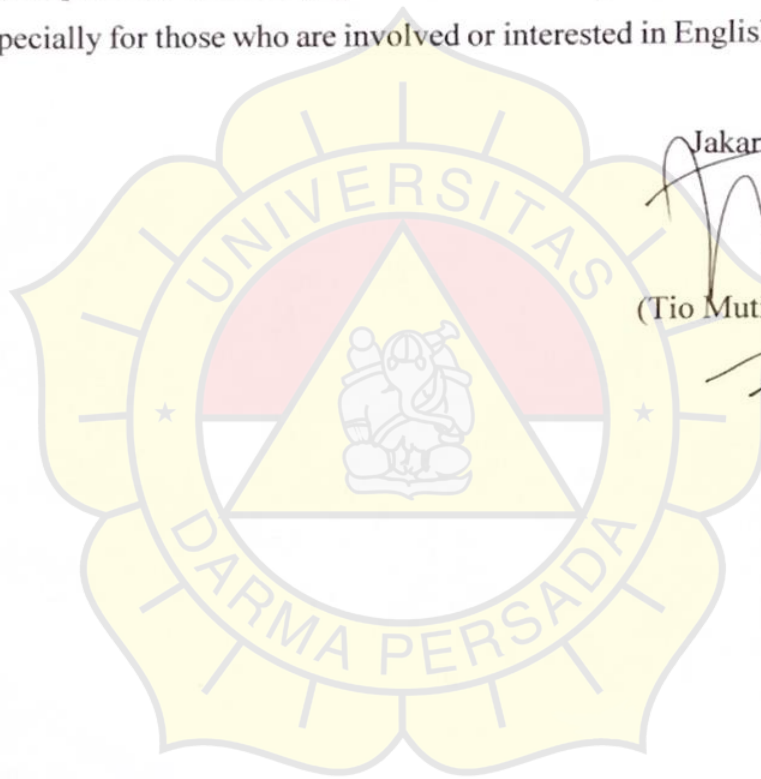 pecially for those who are involved or interested in Englis
Jakar
(Tio Mut
UNIVERSITAS
DARMA PERSADA